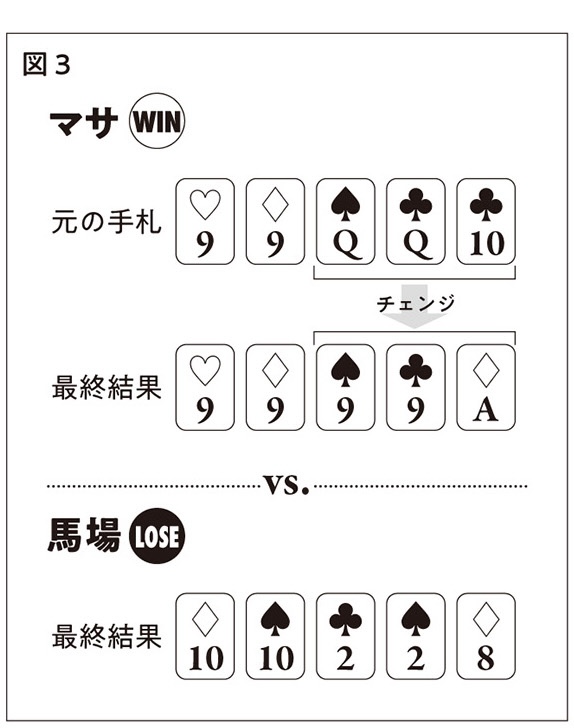 図3
マサ WIN
元の手札 ♡9 ♢9 ♠Q ♣Q ♣10
チェンジ
最終結果 ♡9 ♢9 ♠9 ♣9 ♢A
vs.
馬場 LOSE
最終結果 ♢10 ♠10 ♣2 ♠2 ♢8